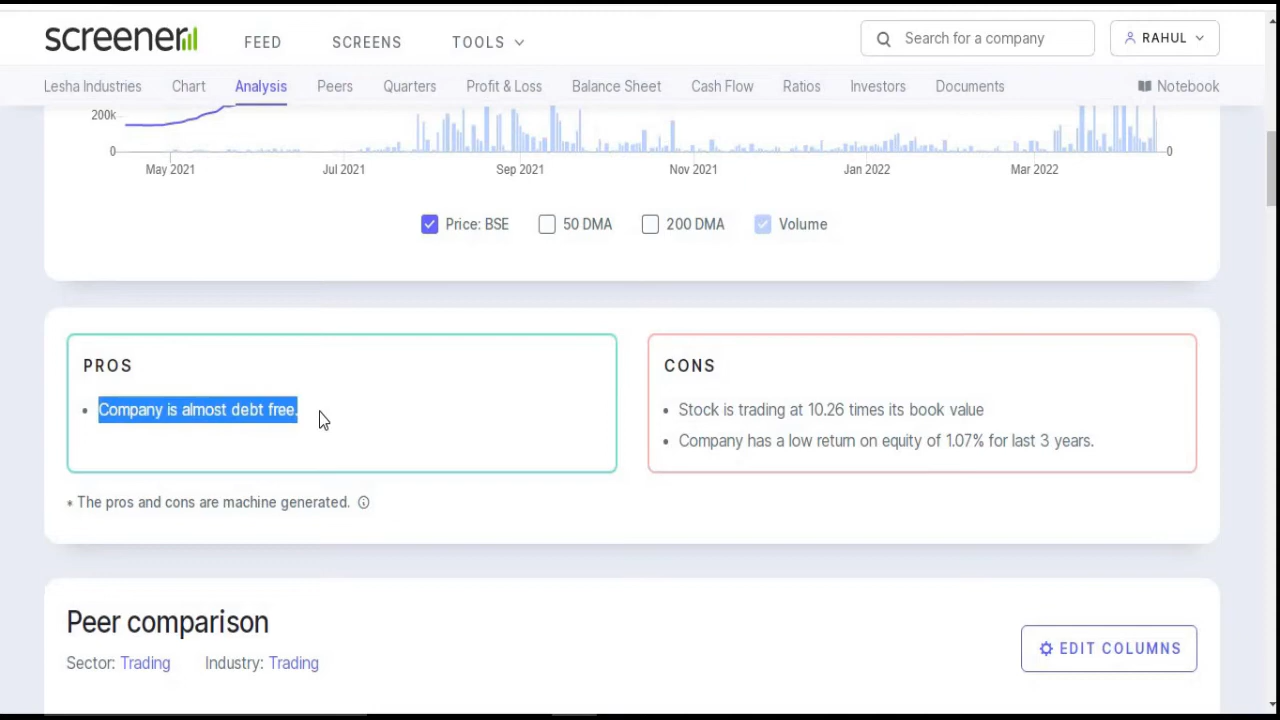 screener
FEED SCREENS TOOLS
Search for a company
RAHUL
Lesha Industries Chart Analysis Peers Quarters Profit & Loss Balance Sheet Cash Flow Ratios Investors Documents Notebook
200k
0 0
May 2021 Jul 2021 Sep 2021 Nov 2021 Jan 2022 Mar 2022
Price: BSE 50 DMA 200 DMA Volume
PROS
• Company is almost debt free.
CONS
• Stock is trading at 10.26 times its book value
• Company has a low return on equity of 1.07% for last 3 years.
* The pros and cons are machine generated.
Peer comparison
Sector: Trading Industry: Trading
EDIT COLUMNS